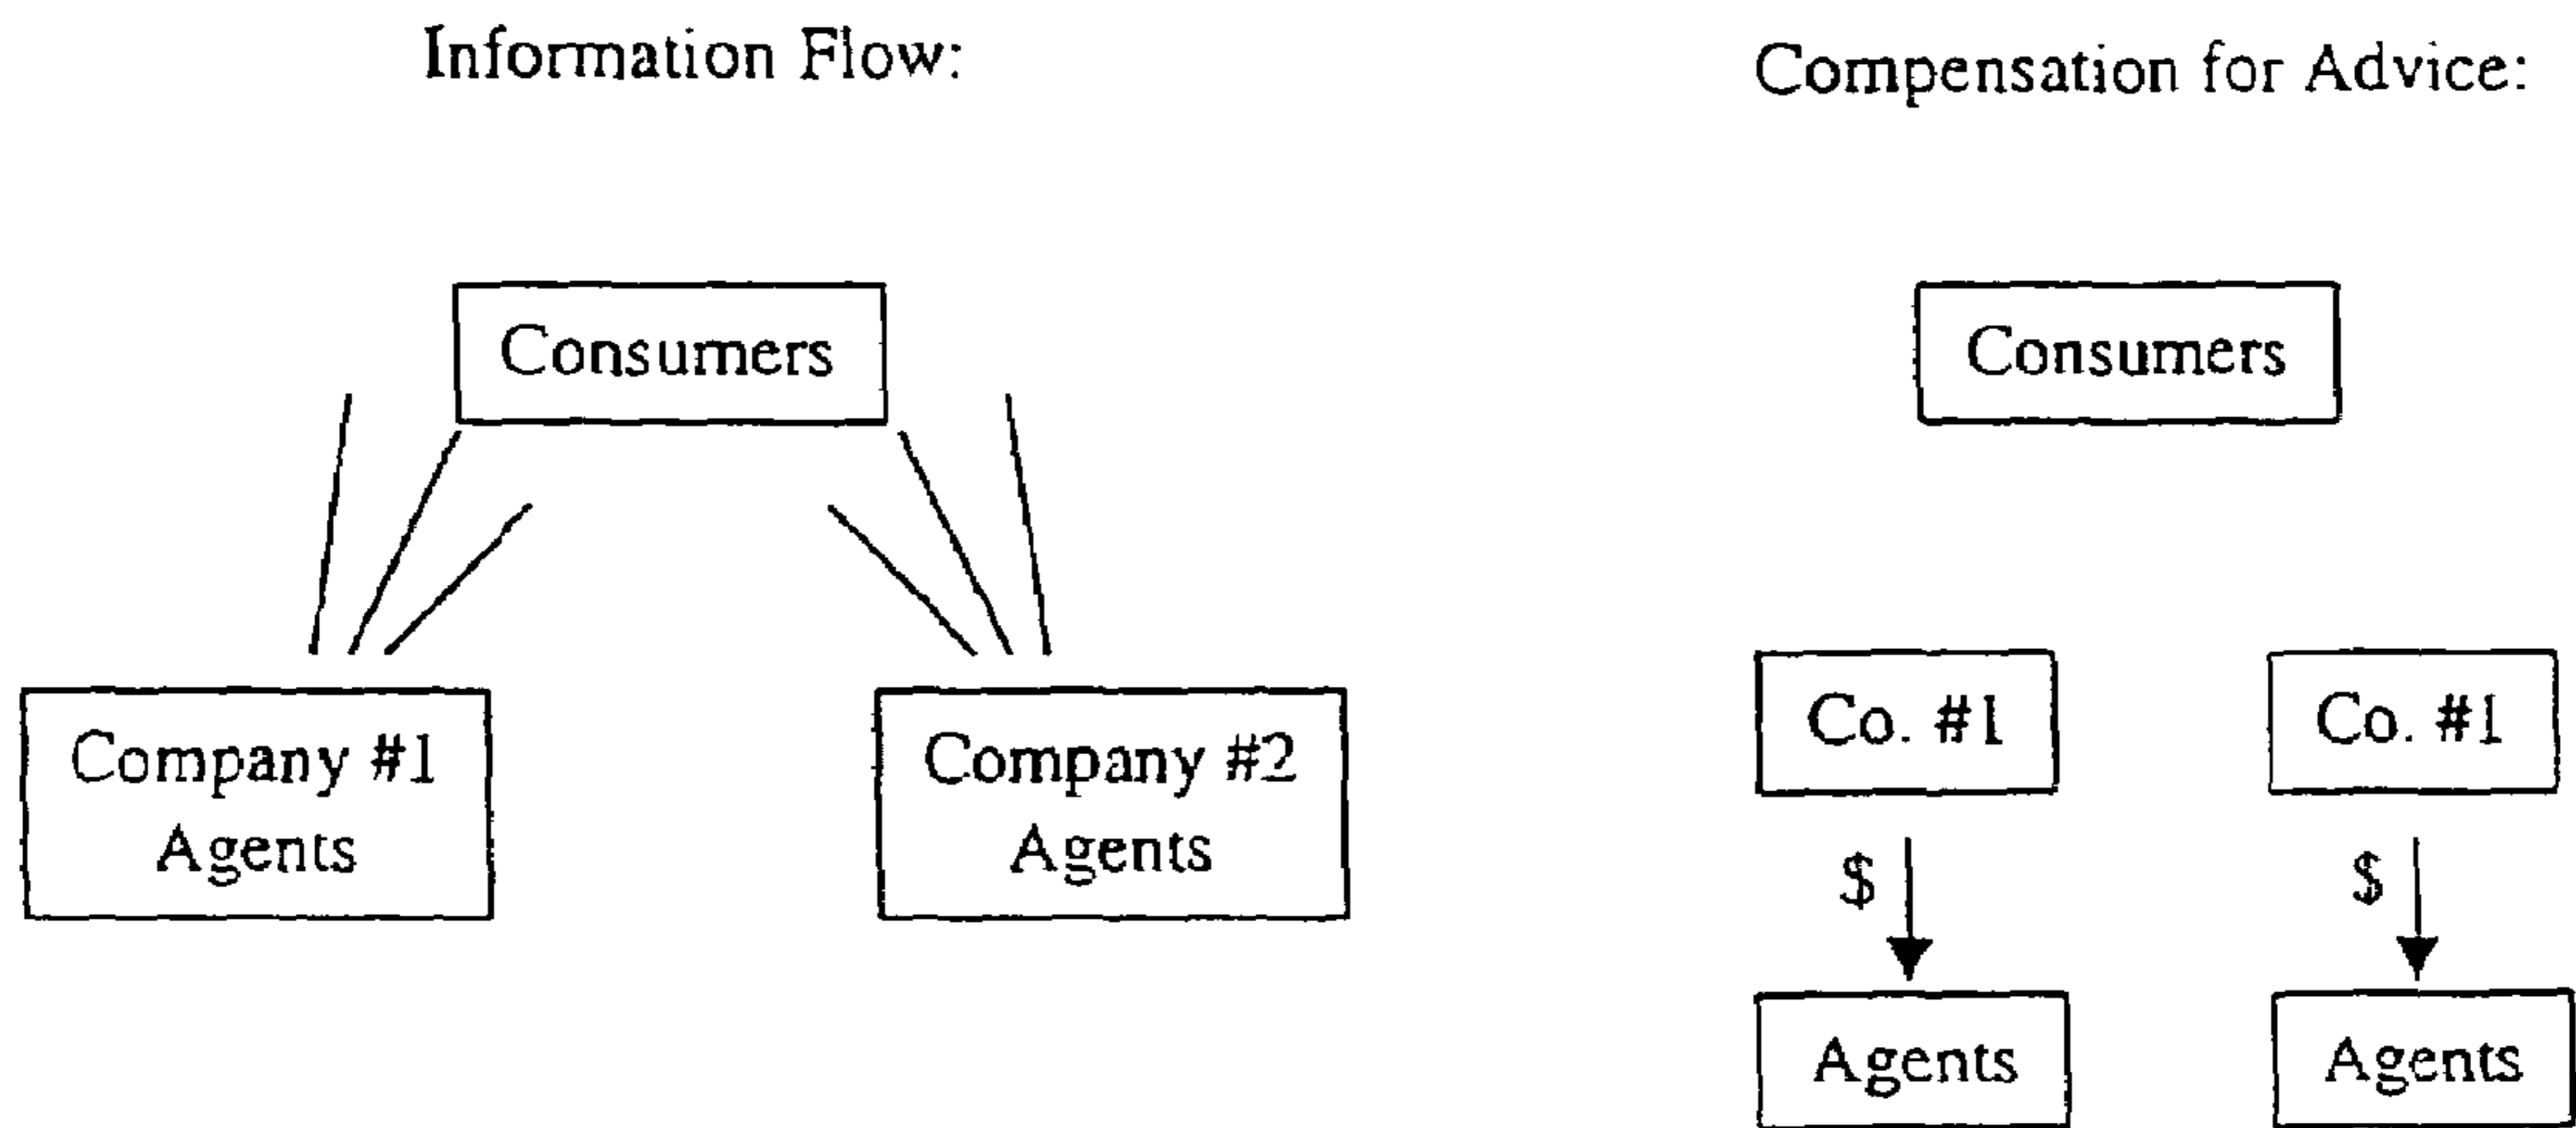 Information Flow:
Consumers
Company #1
Agents
Company #2
Agents
Compensation for Advice:
Consumers
Co. #1
Co. #1
$
$
Agents
Agents